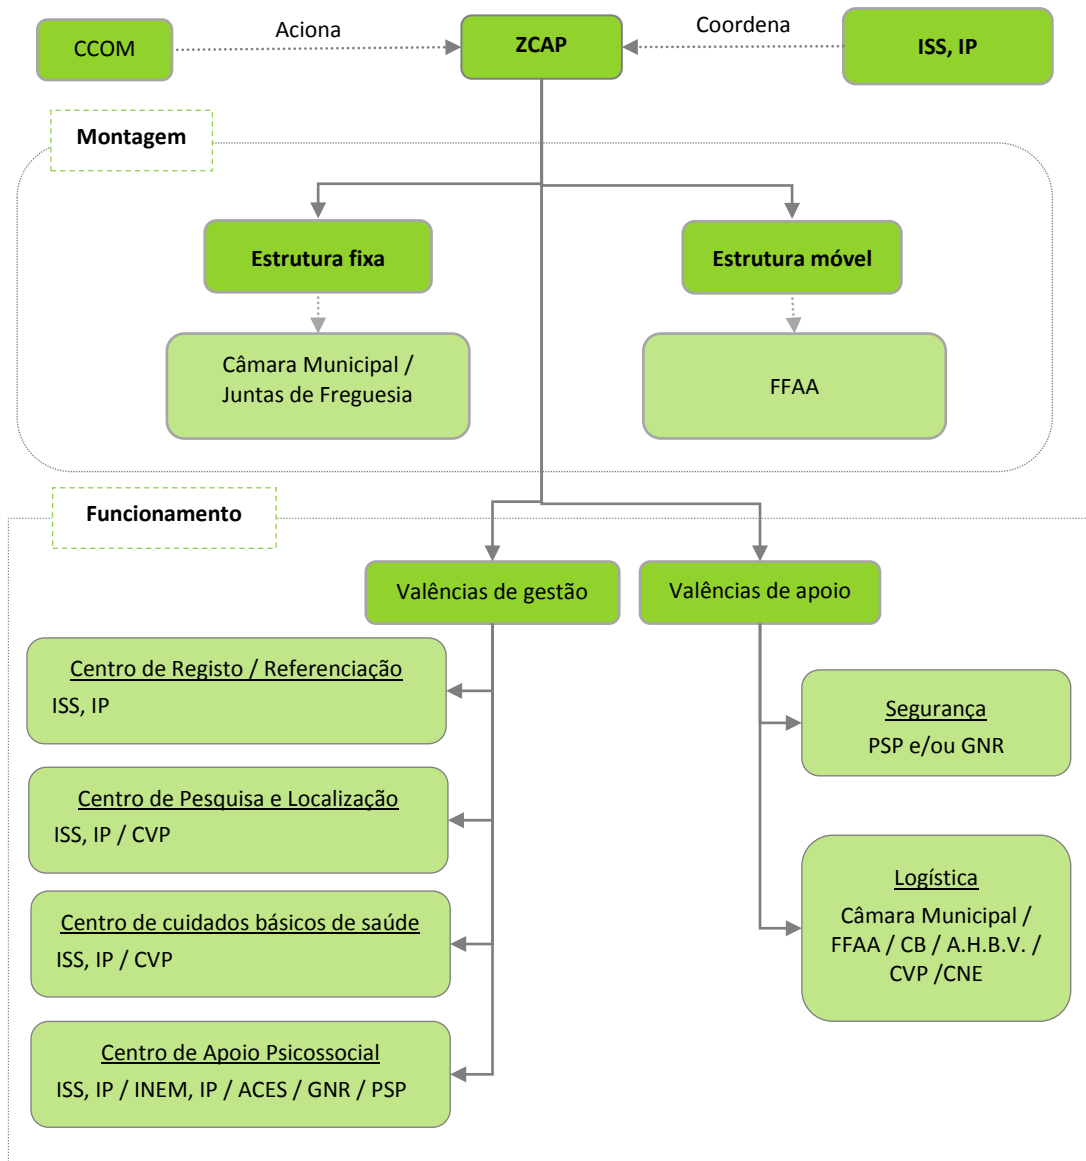 CCOM
Aciona
ZCAP
Coordena
ISS, IP
Montagem
Estrutura fixa
Estrutura móvel
Câmara Municipal /
Juntas de Freguesia
FFAA
Funcionamento
Valências de gestão
Valências de apoio
Centro de Registo / Referenciação
ISS, IP
Centro de Pesquisa e Localização
ISS, IP / CVP
Centro de cuidados básicos de saúde
ISS, IP / CVP
Centro de Apoio Psicossocial
ISS, IP / INEM, IP / ACES / GNR / PSP
Segurança
PSP e/ou GNR
Logística
Câmara Municipal /
FFAA / CB / A.H.B.V. /
CVP /CNE